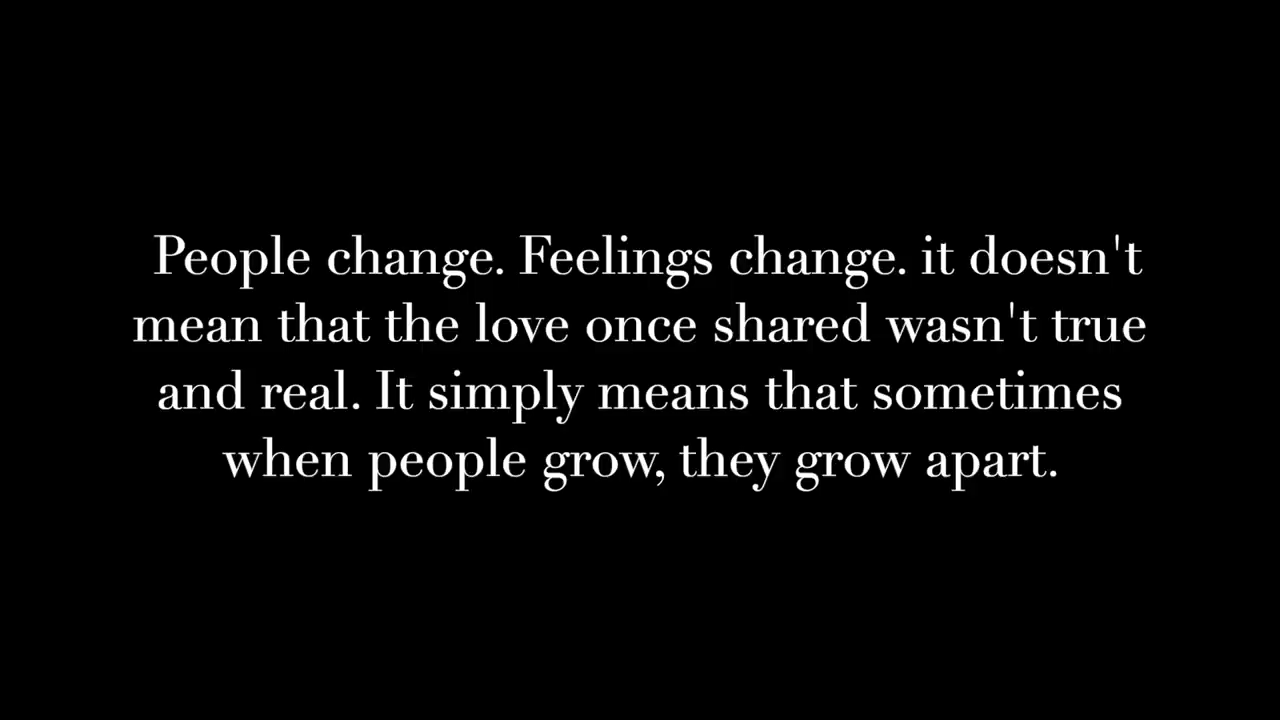 People change. Feelings change. it doesn't
mean that the love once shared wasn't true
and real. It simply means that sometimes
when people grow, they grow apart.